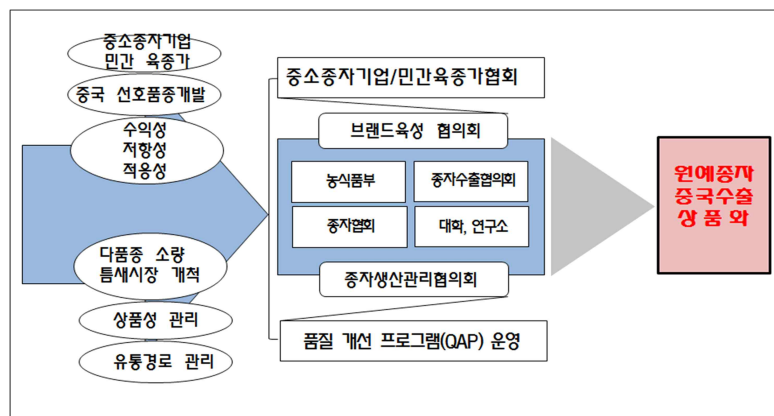 중소종자기업
민간 육종가
중국 선호품종개발
수익성
저항성
적용성
다품종 소량
틈새시장 개척
상품성 관리
유통경로 관리
중소종자기업/민간육종가협회
브랜드육성 협의회
농식품부
종자수출협의회
종자협회
대학, 연구소
종자생산관리협의회
품질 개선 프로그램(QAP) 운영
원예종자
중국수출
상 품 화